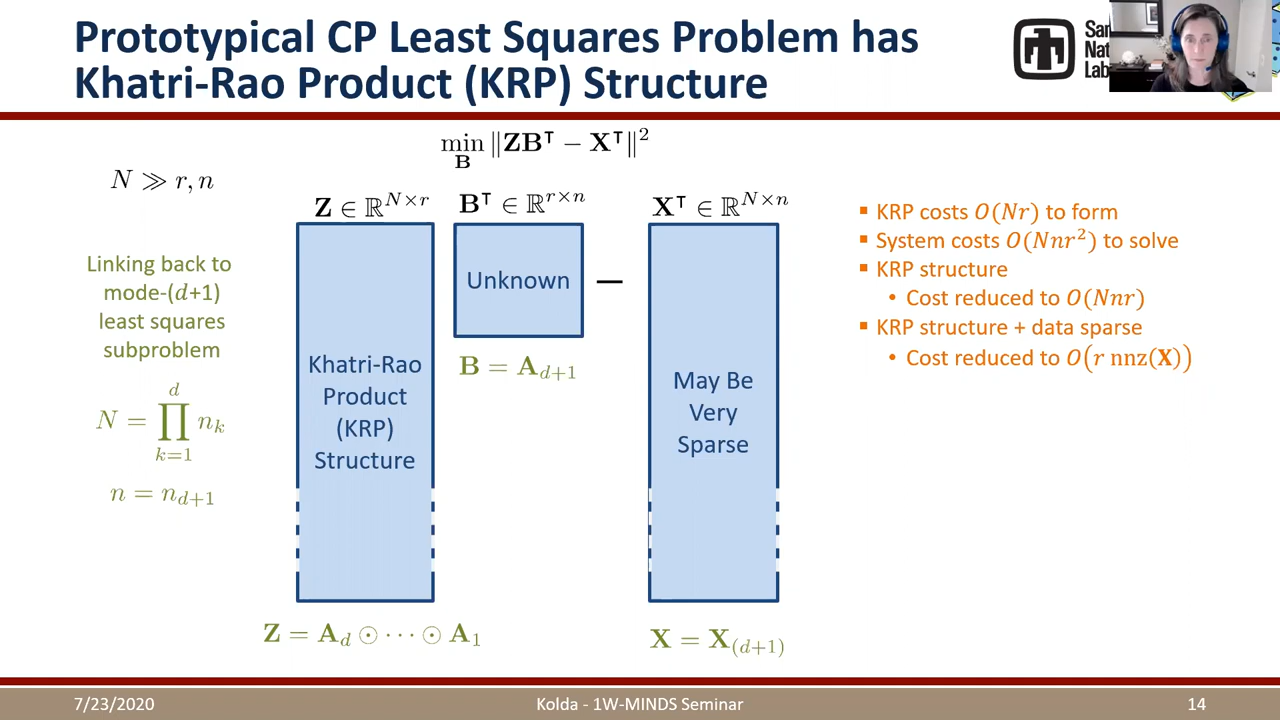 Prototypical CP Least Squares Problem has
Khatri-Rao Product (KRP) Structure
San
Nat
Lab
min_B ‖ZBᵀ − Xᵀ‖²
N ≫ r, n
Z ∈ ℝ^{N×r}
Bᵀ ∈ ℝ^{r×n}
Xᵀ ∈ ℝ^{N×n}
Linking back to
mode-(d+1)
least squares
subproblem
N = ∏_{k=1}^{d} n_k
n = n_{d+1}
Khatri-Rao
Product
(KRP)
Structure
Z = A_d ⊙ ⋯ ⊙ A_1
Unknown
B = A_{d+1}
−
May Be
Very
Sparse
X = X_{(d+1)}
▪ KRP costs O(Nr) to form
▪ System costs O(Nnr²) to solve
▪ KRP structure
• Cost reduced to O(Nnr)
▪ KRP structure + data sparse
• Cost reduced to O(r nnz(X))
7/23/2020
Kolda - 1W-MINDS Seminar
14